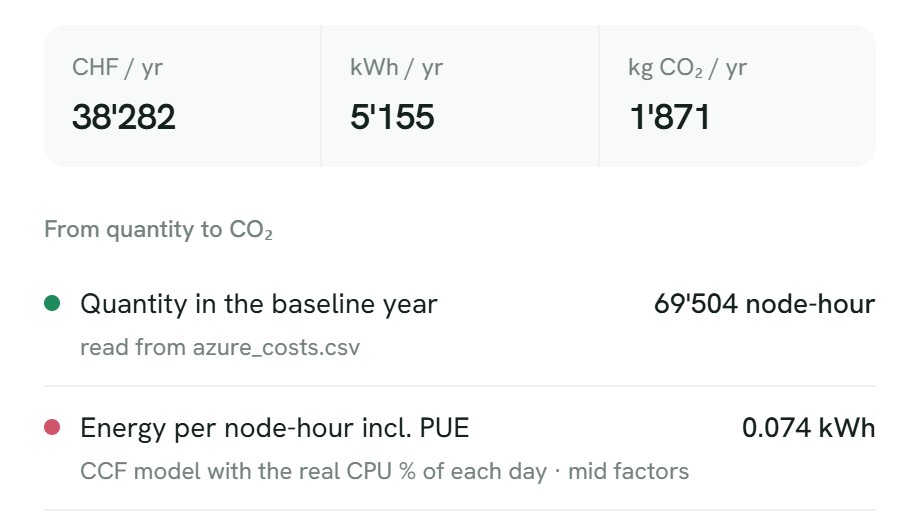 CHF / yr
kWh / yr
kg CO₂ / yr
38'282
5'155
1'871
From quantity to CO₂
Quantity in the baseline year
69'504 node-hour
read from azure_costs.csv
Energy per node-hour incl. PUE
0.074 kWh
CCF model with the real CPU % of each day · mid factors